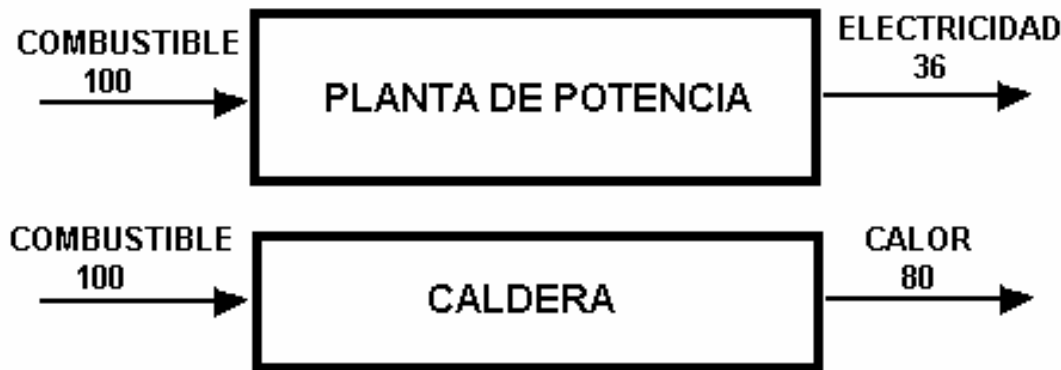 COMBUSTIBLE
100
PLANTA DE POTENCIA
ELECTRICIDAD
36
COMBUSTIBLE
100
CALDERA
CALOR
80